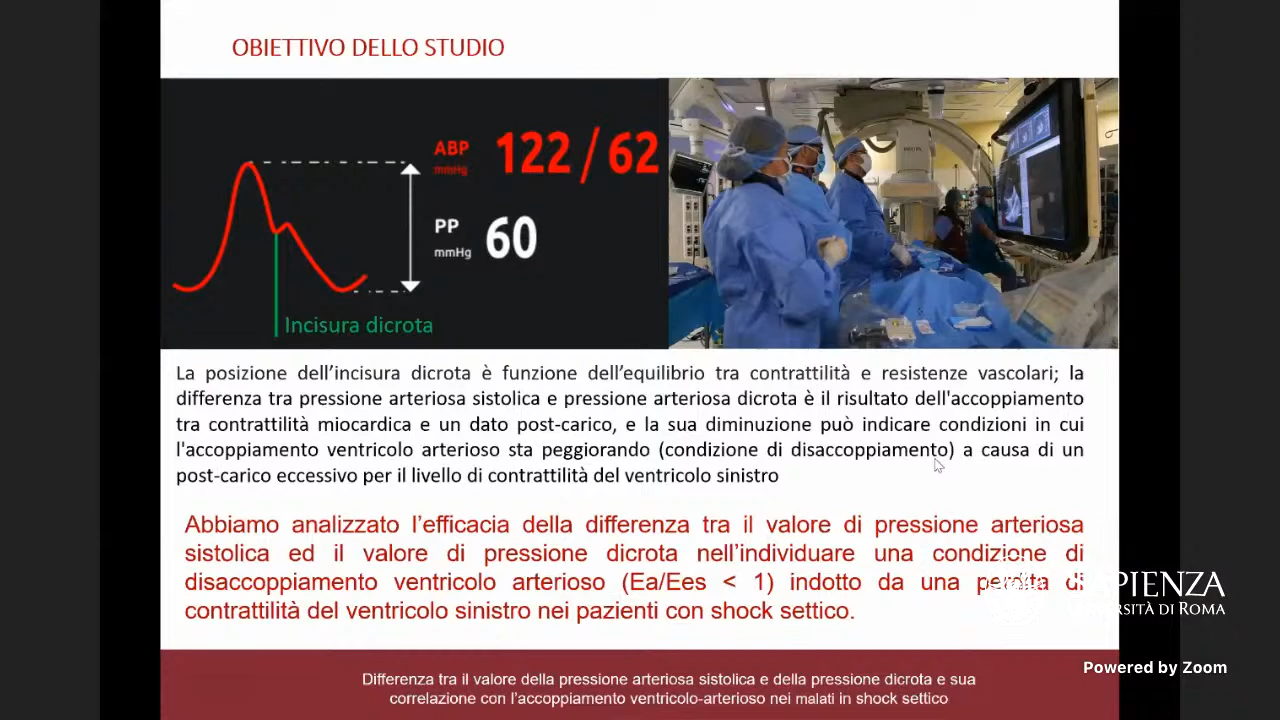 OBIETTIVO DELLO STUDIO
ABP
mmHg
122/62
PP
mmHg
60
Incisura dicrota
PHILIPS
La posizione dell'incisura dicrota è funzione dell'equilibrio tra contrattilità e resistenze vascolari; la
differenza tra pressione arteriosa sistolica e pressione arteriosa dicrota è il risultato dell'accoppiamento
tra contrattilità miocardica e un dato post-carico, e la sua diminuzione può indicare condizioni in cui
l'accoppiamento ventricolo arterioso sta peggiorando (condizione di disaccoppiamento) a causa di un
post-carico eccessivo per il livello di contrattilità del ventricolo sinistro
Abbiamo analizzato l'efficacia della differenza tra il valore di pressione arteriosa
sistolica ed il valore di pressione dicrota nell'individuare una condizione di
disaccoppiamento ventricolo arterioso (Ea/Ees < 1) indotto da una di
contrattilità del ventricolo sinistro nei pazienti con shock settico.
SAPIENZA
UNIVERSITÀ DI ROMA
Powered by Zoom
Differenza tra il valore della pressione arteriosa sistolica e della pressione dicrota e sua
correlazione con l'accoppiamento ventricolo-arterioso nei malati in shock settico